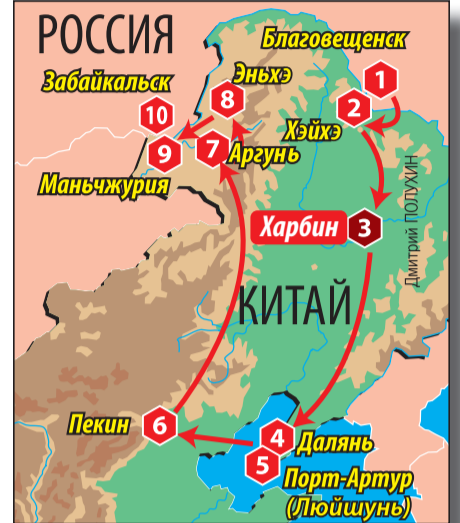 РОССИЯ
Благовещенск
1
Забайкальск
Эньхэ
8
2
10
Хэйхэ
9
7
Аргунь
Маньчжурия
Харбин
3
Дмитрий ПОЛУХИН
КИТАЙ
Пекин
6
4
Далянь
5
Порт-Артур
(Люйшунь)